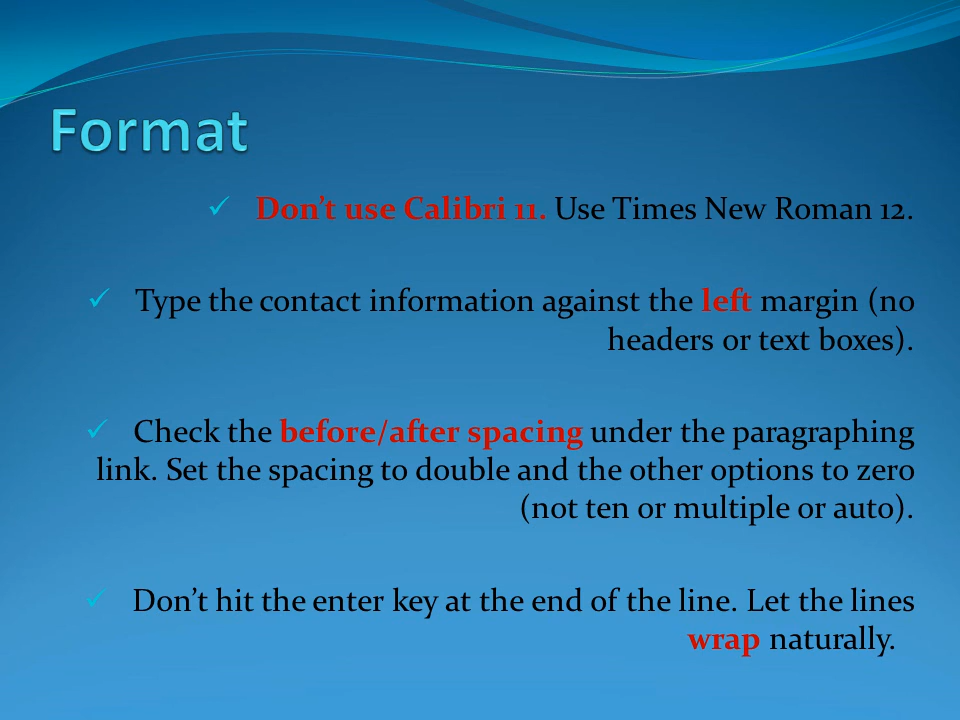 Format
✓ Don’t use Calibri 11. Use Times New Roman 12.
✓ Type the contact information against the left margin (no
headers or text boxes).
✓ Check the before/after spacing under the paragraphing
link. Set the spacing to double and the other options to zero
(not ten or multiple or auto).
✓ Don’t hit the enter key at the end of the line. Let the lines
wrap naturally.